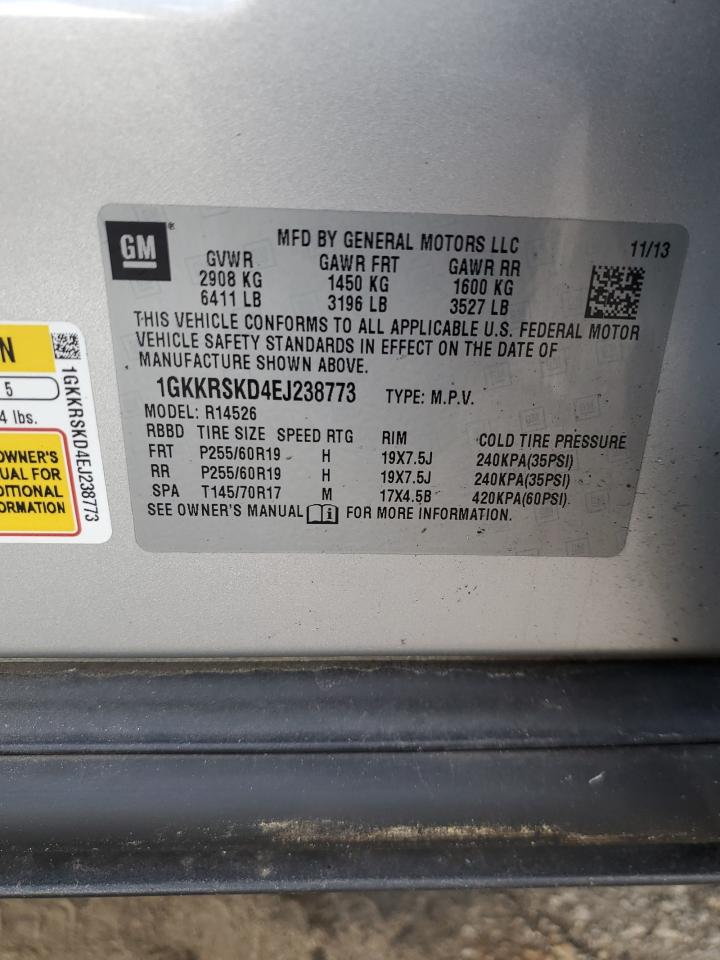 GM
®
MFD BY GENERAL MOTORS LLC
11/13
GVWR GAWR FRT GAWR RR
2908 KG 1450 KG 1600 KG
6411 LB 3196 LB 3527 LB
THIS VEHICLE CONFORMS TO ALL APPLICABLE U.S. FEDERAL MOTOR
VEHICLE SAFETY STANDARDS IN EFFECT ON THE DATE OF
MANUFACTURE SHOWN ABOVE.
1GKKRSKD4EJ238773 TYPE: M.P.V.
MODEL: R14526
RBBD TIRE SIZE SPEED RTG RIM COLD TIRE PRESSURE
FRT P255/60R19 H 19X7.5J 240KPA(35PSI)
RR P255/60R19 H 19X7.5J 240KPA(35PSI)
SPA T145/70R17 M 17X4.5B 420KPA(60PSI)
SEE OWNER'S MANUAL i FOR MORE INFORMATION.
N
5
4 lbs.
OWNER'S
UAL FOR
DITIONAL
ORMATION
1GKKRSKD4EJ238773